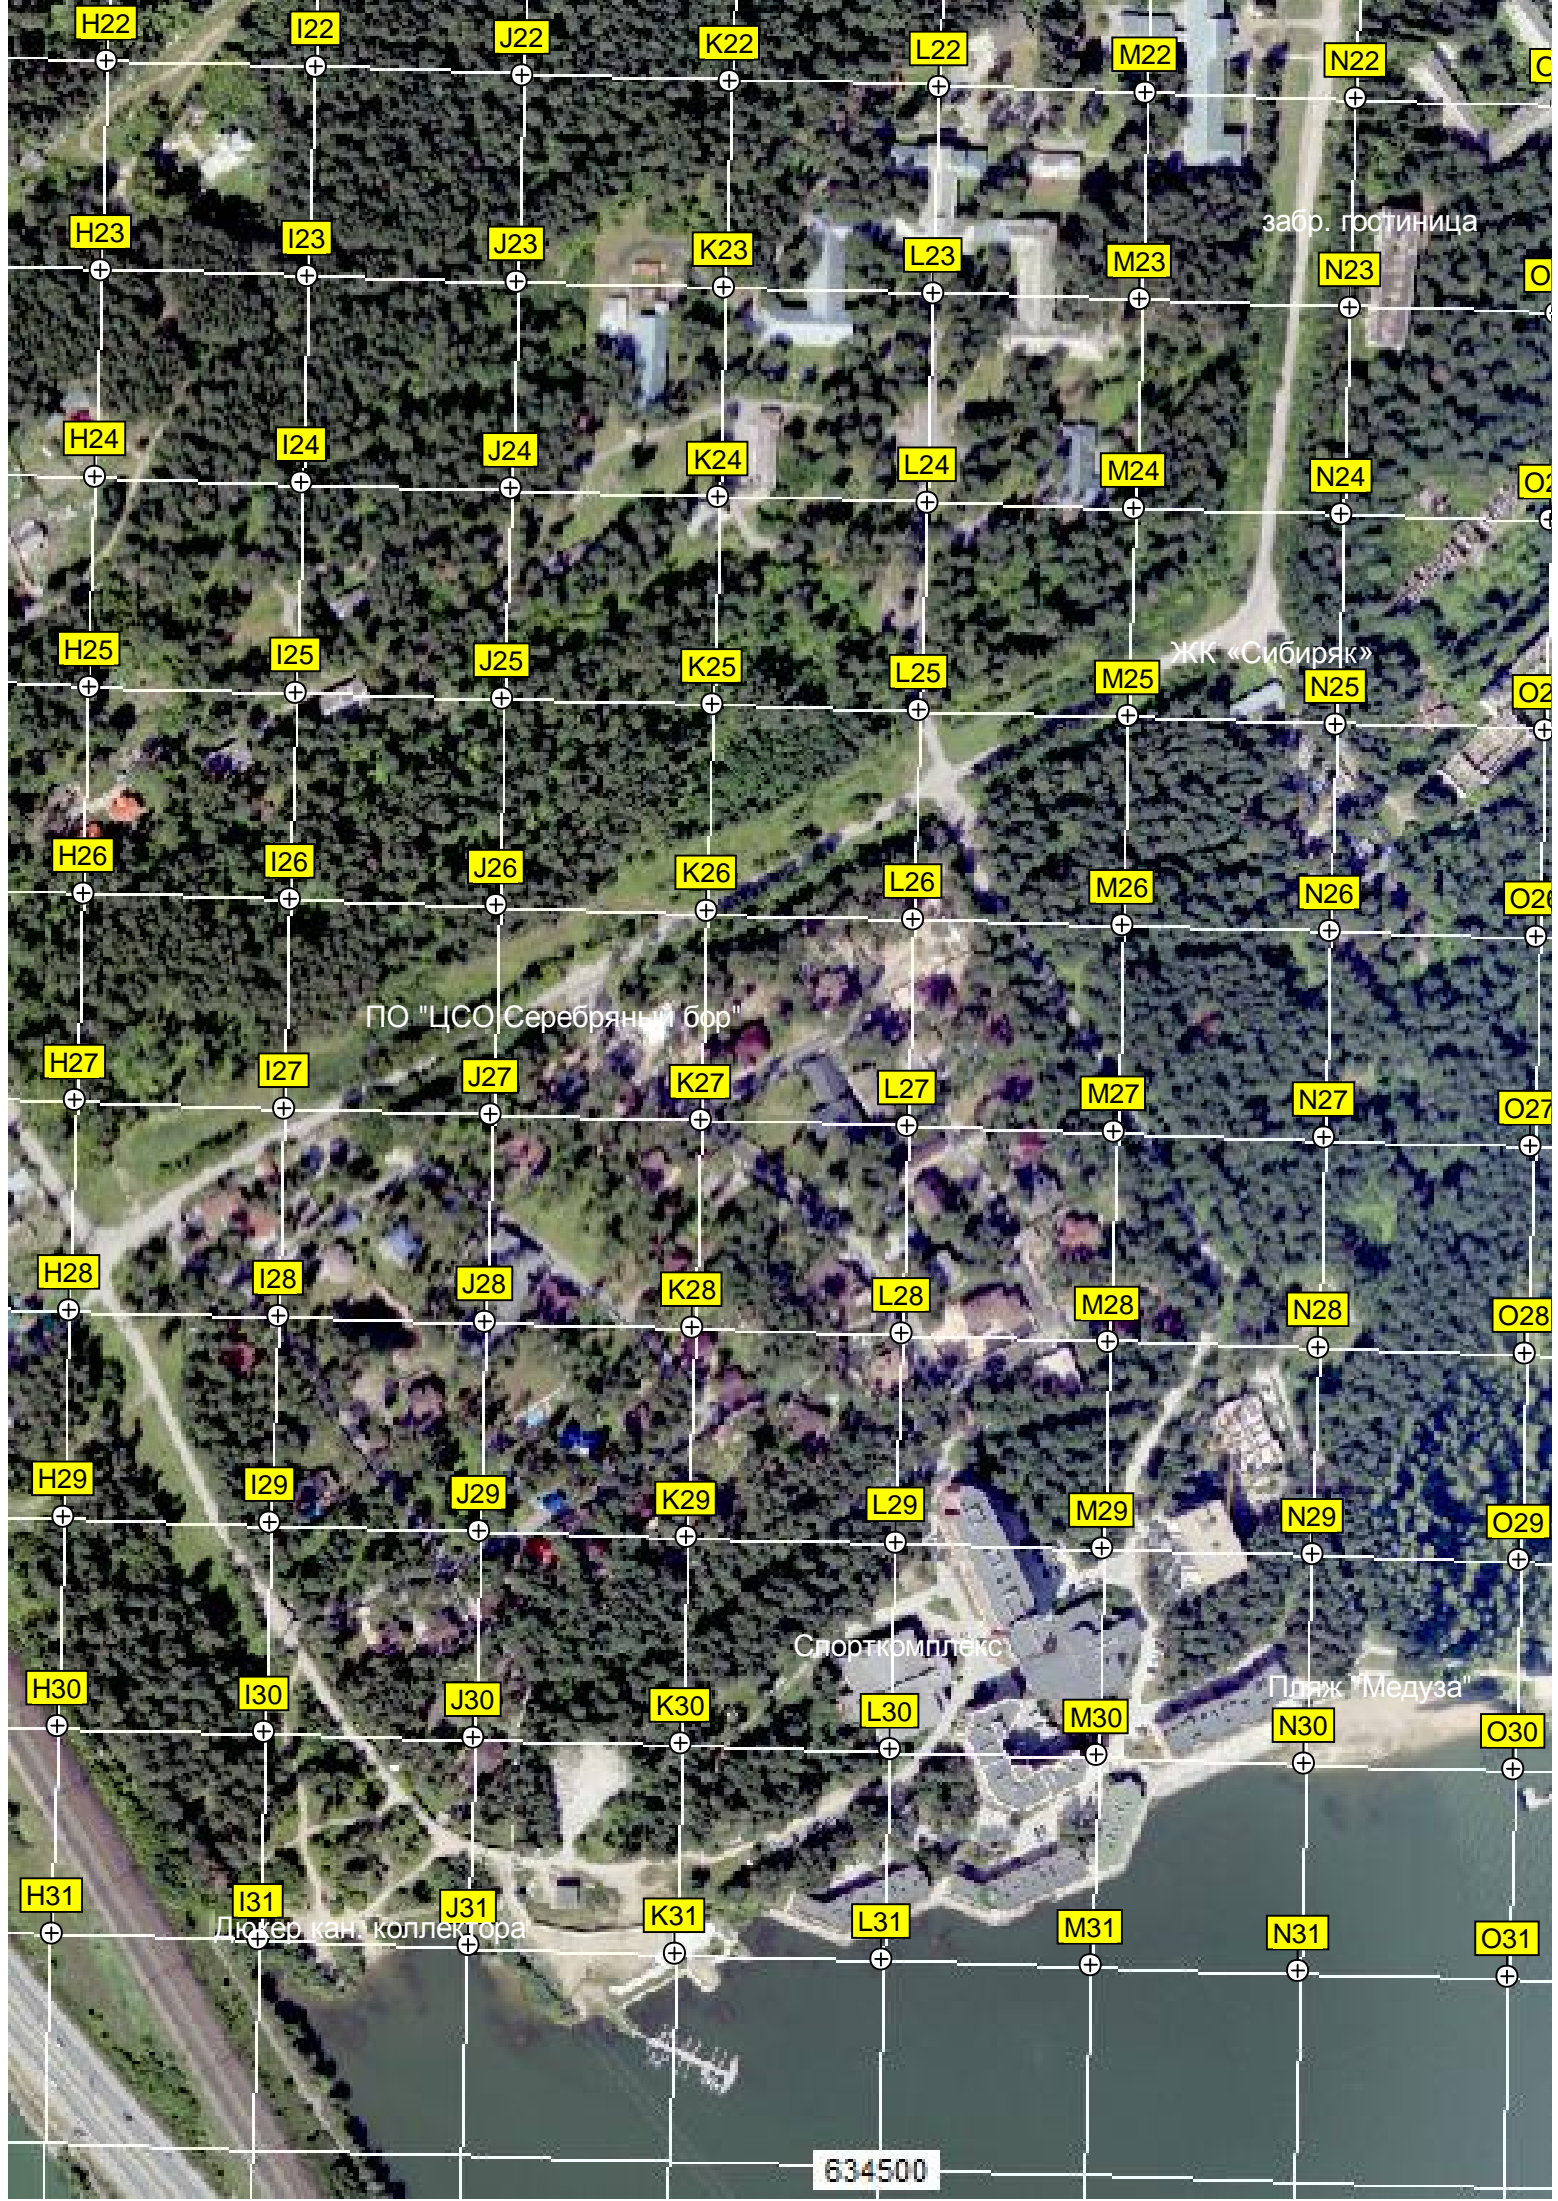 H22 I22 J22 K22 L22 M22 N22
забр. гостиница
H23 I23 J23 K23 L23 M23 N23
H24 I24 J24 K24 L24 M24 N24
ЖК «Сибиряк»
H25 I25 J25 K25 L25 M25 N25
H26 I26 J26 K26 L26 M26 N26 O26
ПО "ЦСО Серебряный бор"
H27 I27 J27 K27 L27 M27 N27 O27
H28 I28 J28 K28 L28 M28 N28 O28
H29 I29 J29 K29 L29 M29 N29 O29
Спорткомплекс
Пляж "Медуза"
H30 I30 J30 K30 L30 M30 N30 O30
H31 I31 J31 K31 L31 M31 N31 O31
Дюкер кан. коллектора
634500